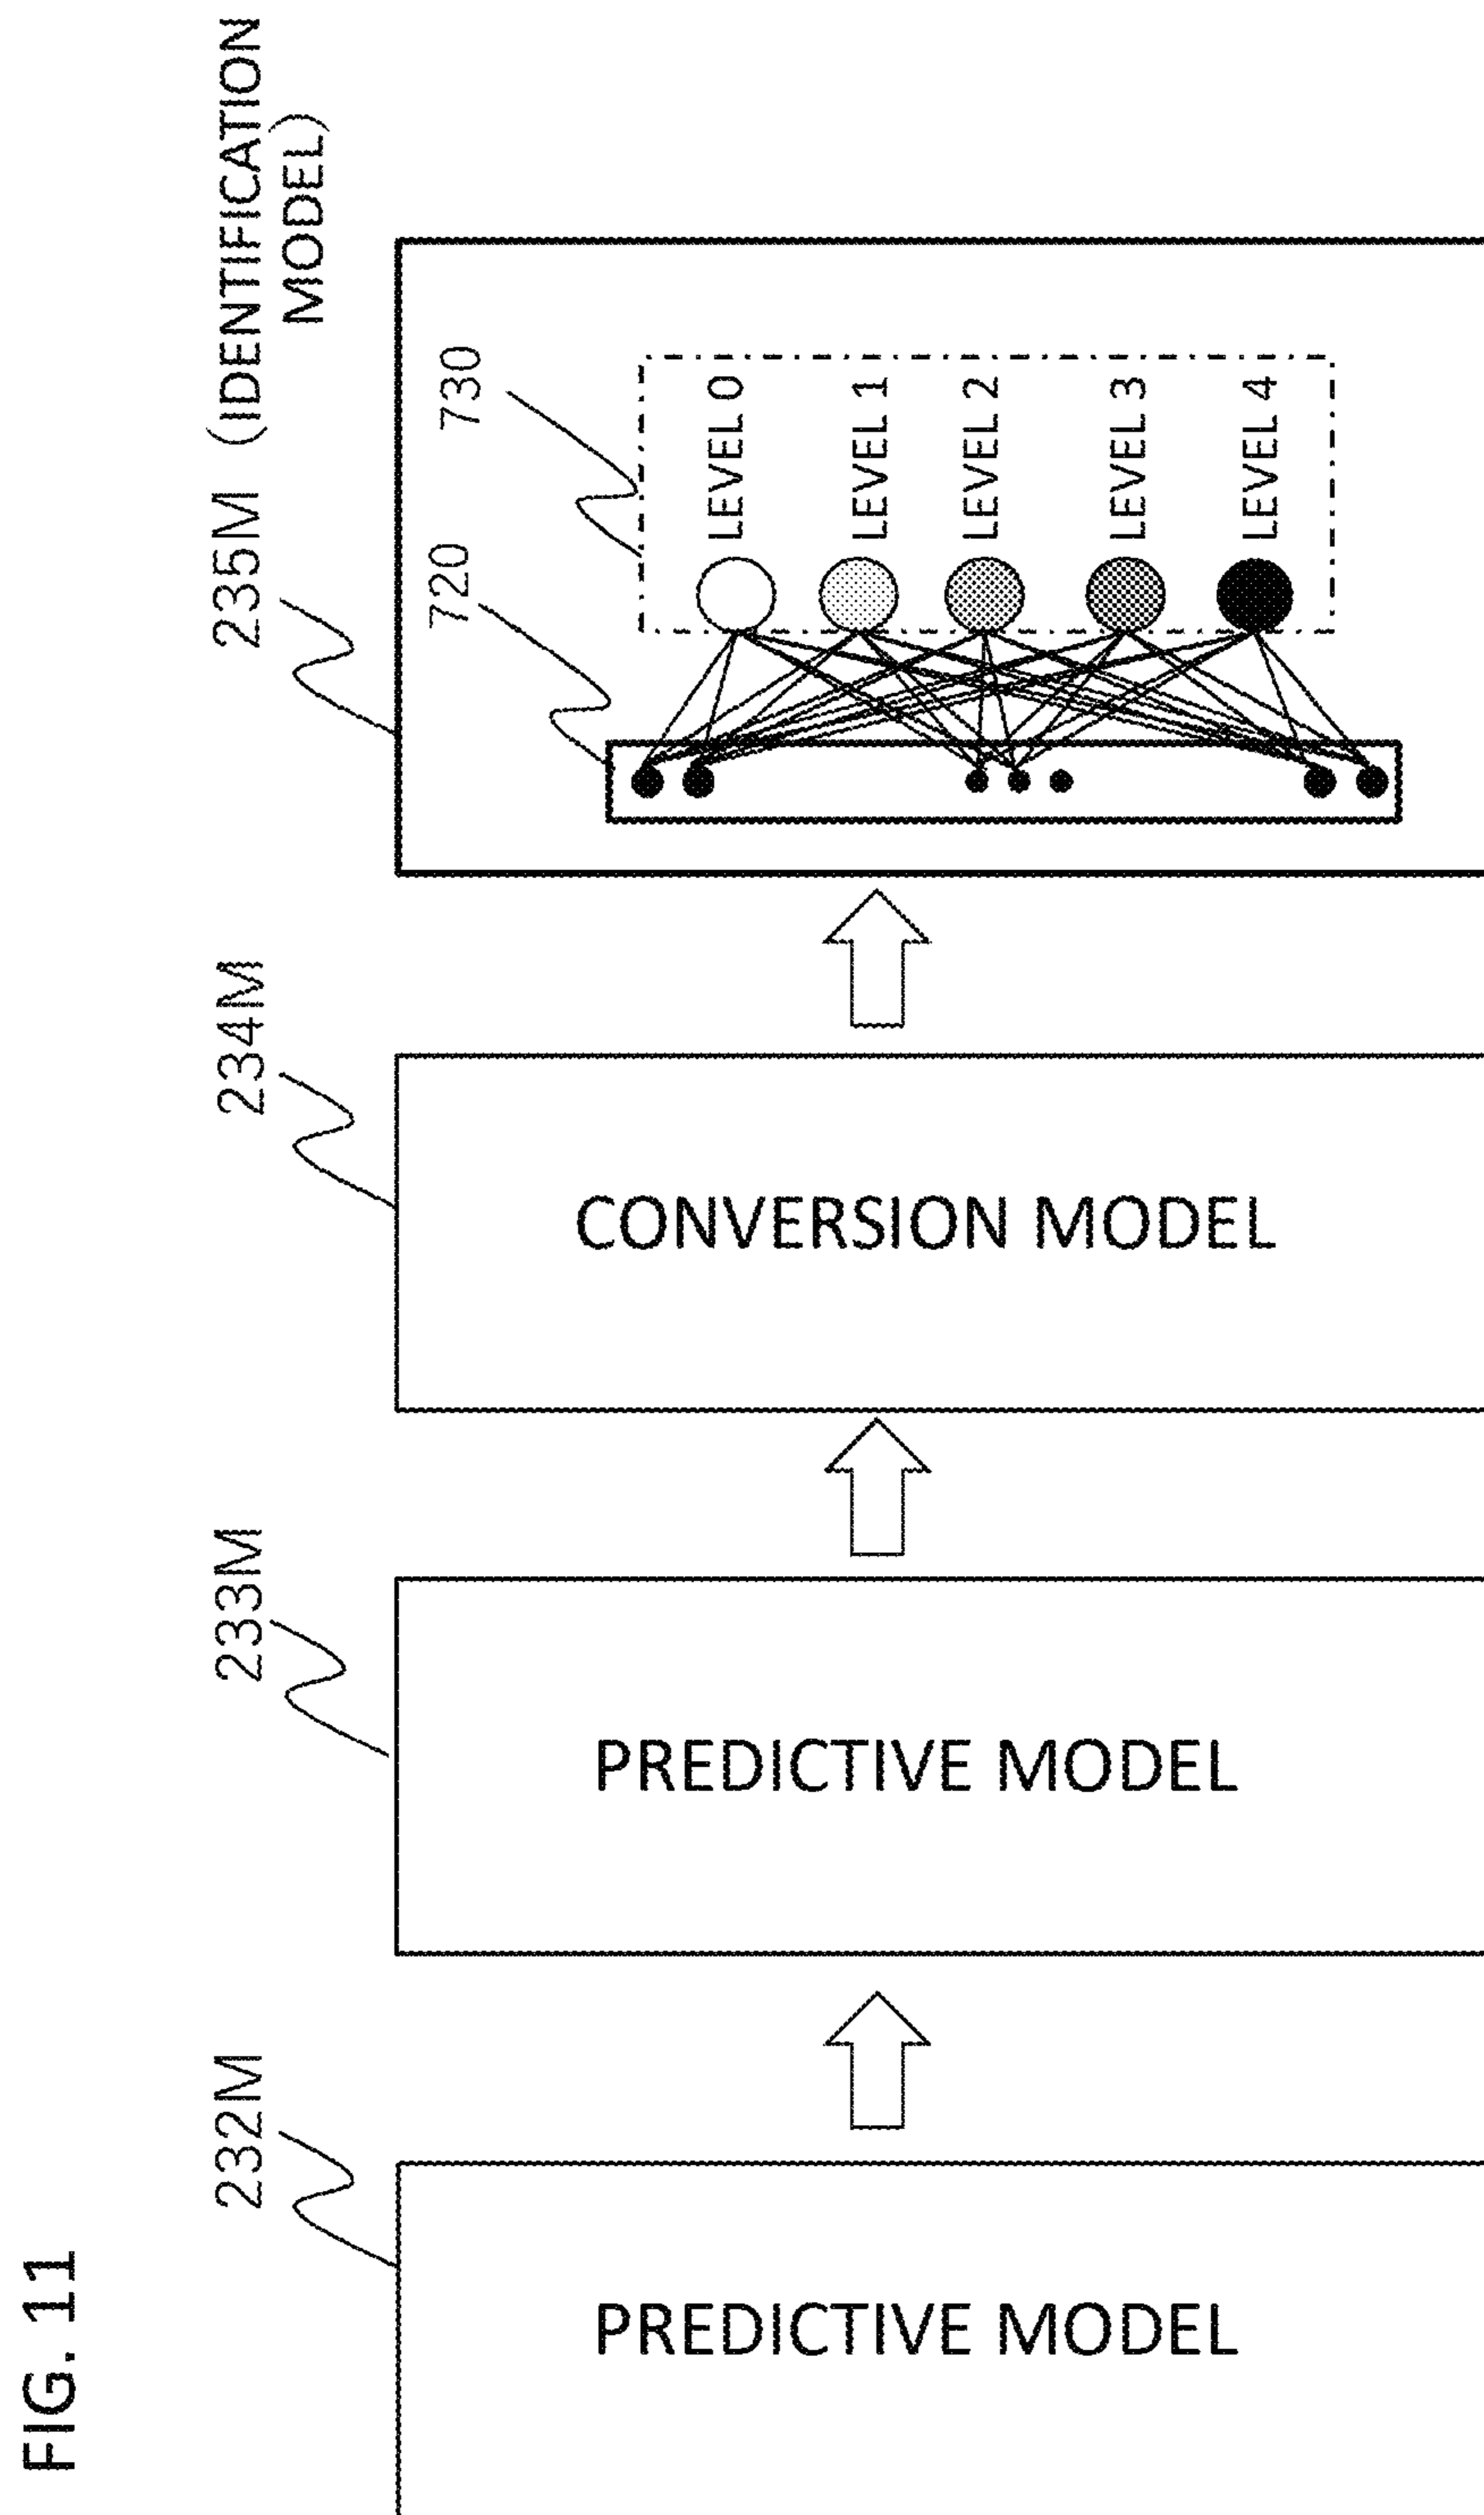 FIG. 11
232M
233M
234M
235M (IDENTIFICATION
MODEL)
PREDICTIVE MODEL
PREDICTIVE MODEL
CONVERSION MODEL
720
730
LEVEL 0
LEVEL 1
LEVEL 2
LEVEL 3
LEVEL 4